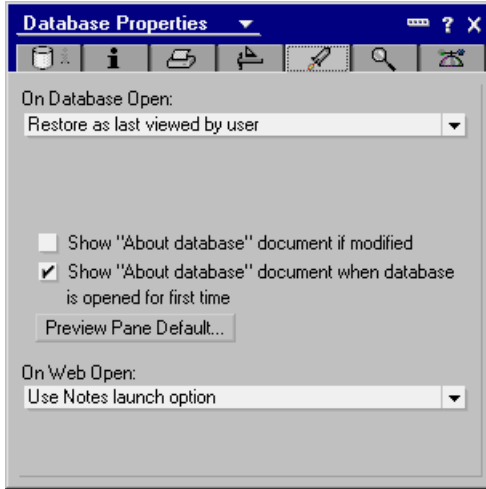 Database Properties
?
X
i
On Database Open:
Restore as last viewed by user
Show "About database" document if modified
Show "About database" document when database
is opened for first time
Preview Pane Default...
On Web Open:
Use Notes launch option